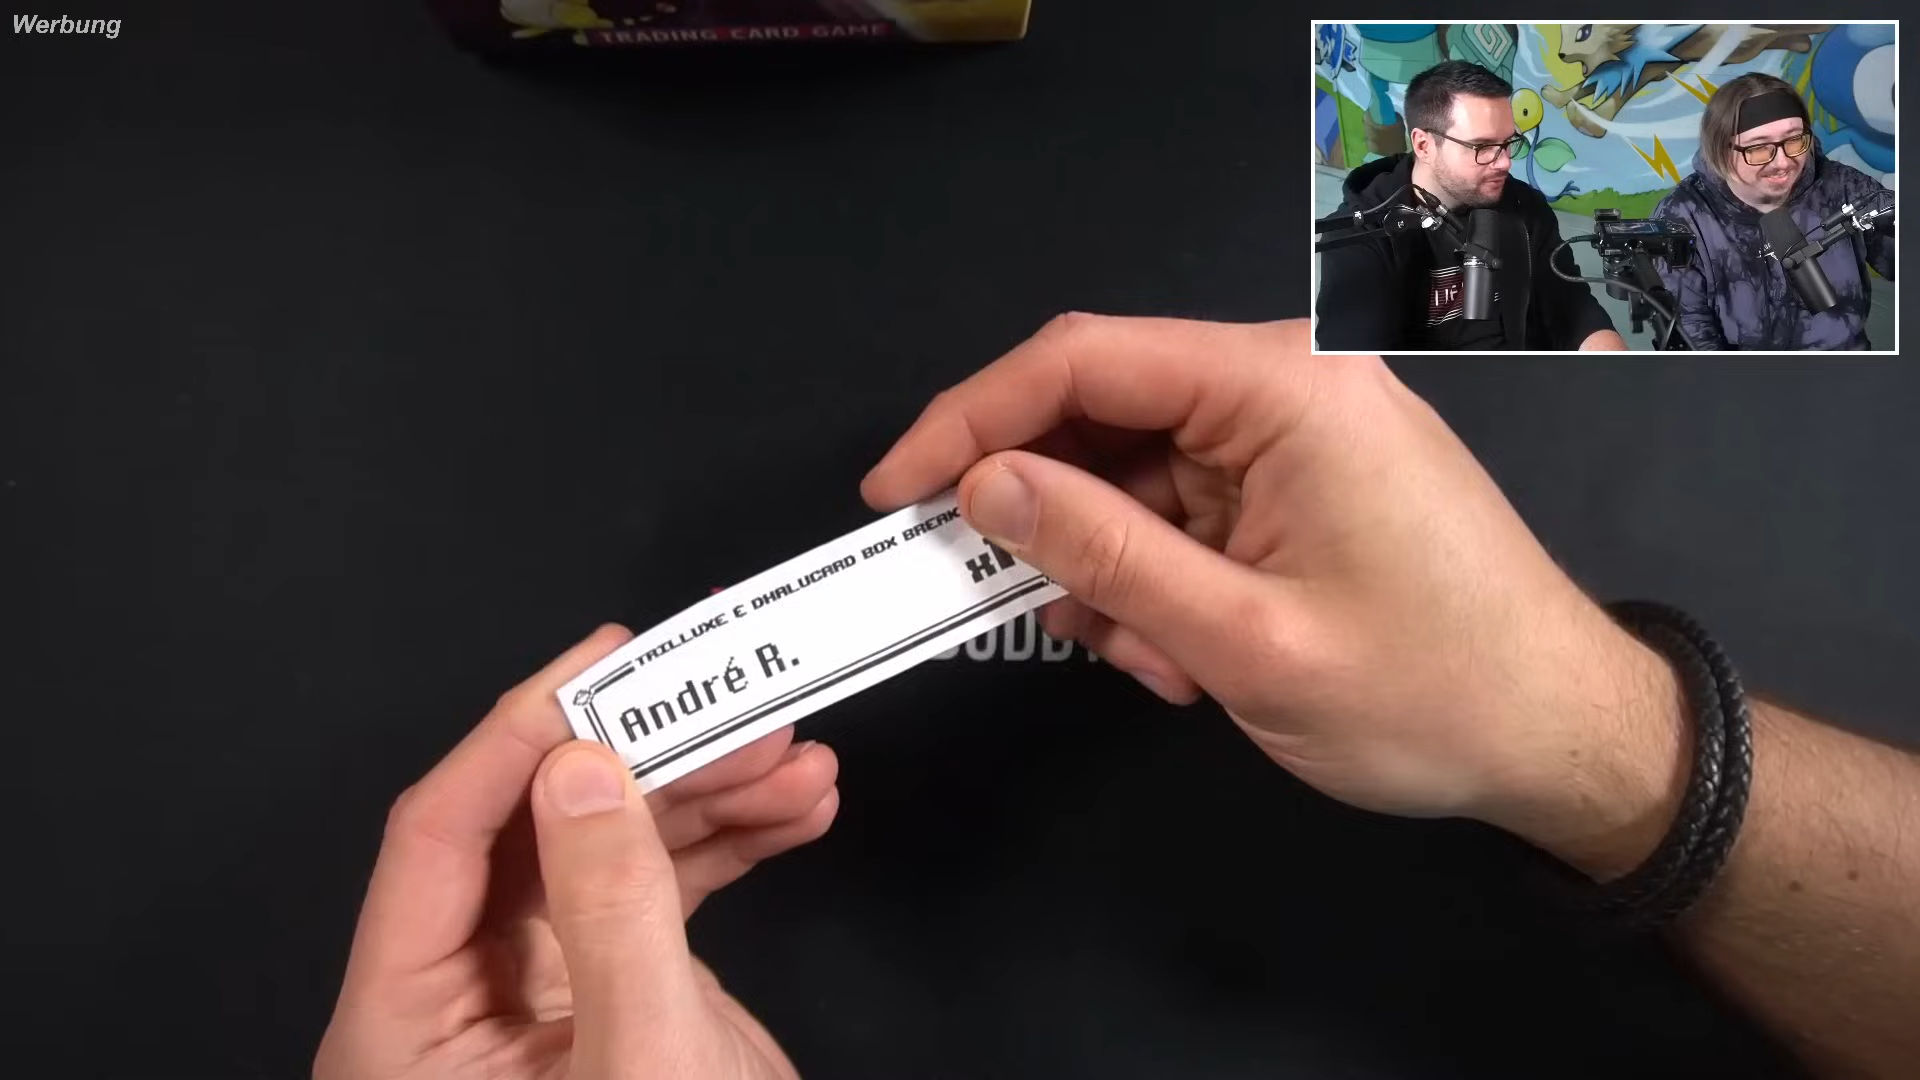 Werbung
TRADING CARD GAME
TRILLUXE & DHALUCARD BOX BREAK
André R.